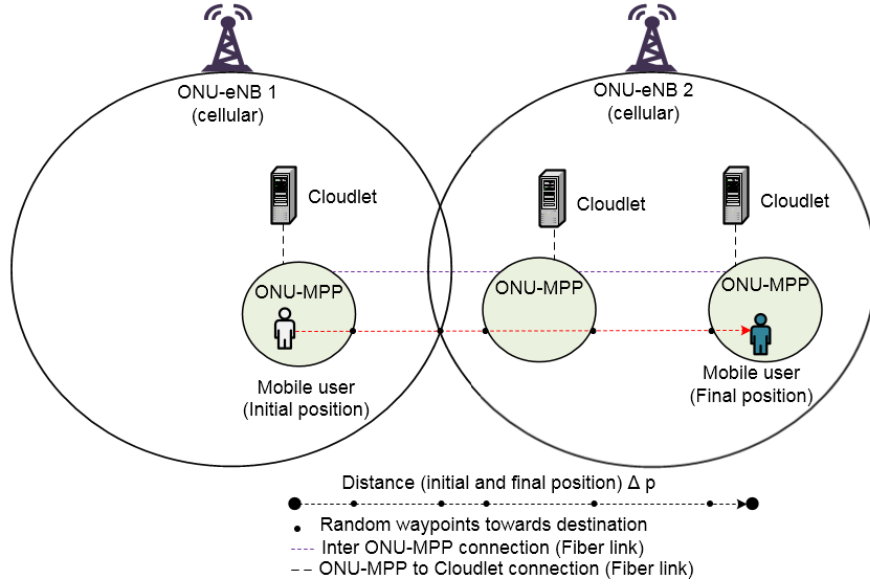 ONU-eNB 1
(cellular)
ONU-eNB 2
(cellular)
Cloudlet
Cloudlet
Cloudlet
ONU-MPP
ONU-MPP
ONU-MPP
Mobile user
(Initial position)
Mobile user
(Final position)
Distance (initial and final position) Δ p
Random waypoints towards destination
Inter ONU-MPP connection (Fiber link)
ONU-MPP to Cloudlet connection (Fiber link)